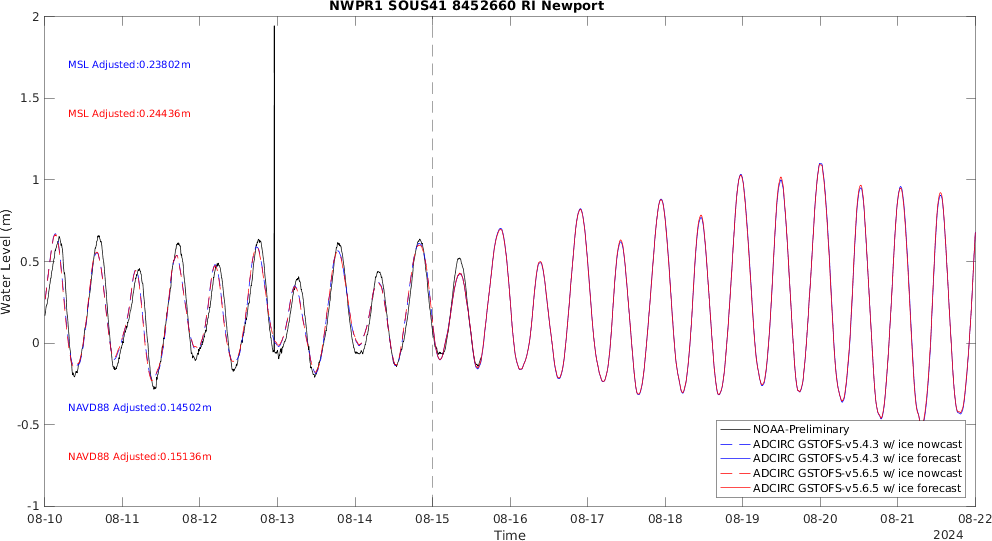 NWPR1 SOUS41 8452660 RI Newport
2
1.5
1
0.5
0
-0.5
-1
Water Level (m)
MSL Adjusted:0.23802m
MSL Adjusted:0.24436m
NAVD88 Adjusted:0.14502m
NAVD88 Adjusted:0.15136m
NOAA-Preliminary
ADCIRC GSTOFS-v5.4.3 w/ ice nowcast
ADCIRC GSTOFS-v5.4.3 w/ ice forecast
ADCIRC GSTOFS-v5.6.5 w/ ice nowcast
ADCIRC GSTOFS-v5.6.5 w/ ice forecast
08-10 08-11 08-12 08-13 08-14 08-15 08-16 08-17 08-18 08-19 08-20 08-21 08-22
Time
2024